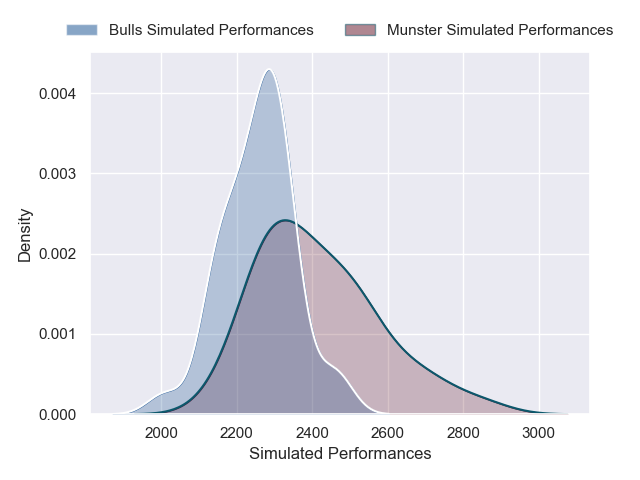 Bulls Simulated Performances Munster Simulated Performances
0.004
0.003
0.002
0.001
0.000
Density
2000 2200 2400 2600 2800 3000
Simulated Performances